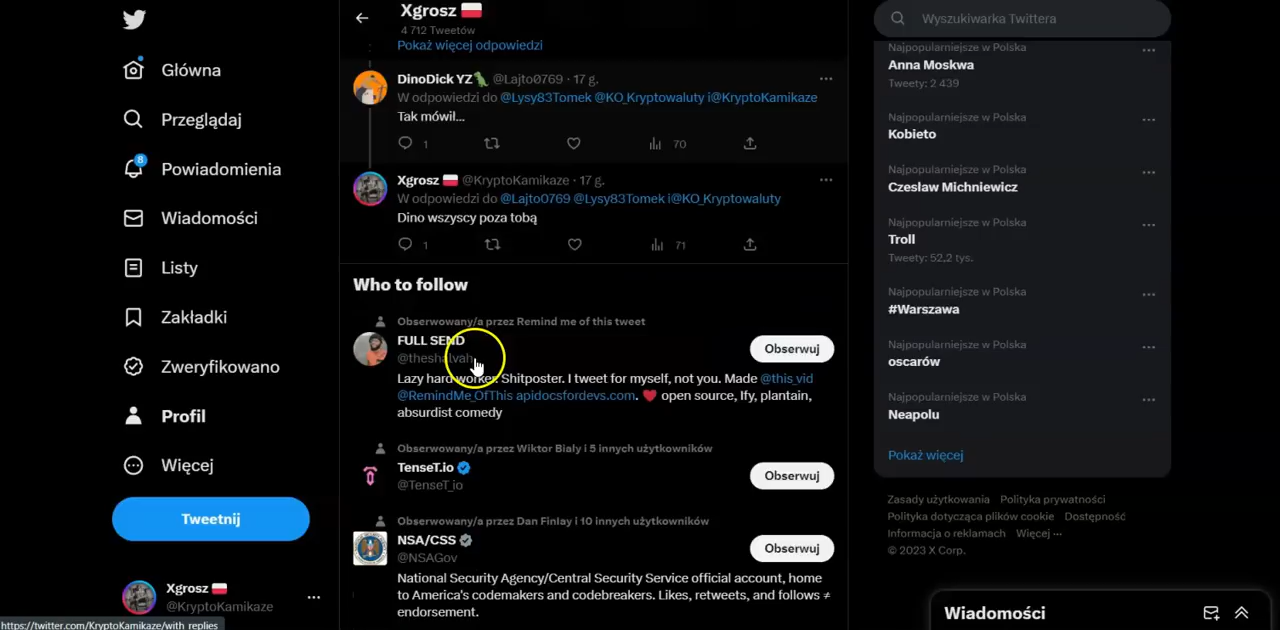 Główna
Przeglądaj
8
Powiadomienia
Wiadomości
Listy
Zakładki
Zweryfikowano
Profil
Więcej
Tweetnij
Xgrosz
@KryptoKamikaze
https://twitter.com/KryptoKamikaze/with_replies
Xgrosz
4 712 Tweetów
Pokaż więcej odpowiedzi
DinoDick YZ @Lajto0769 · 17 g.
W odpowiedzi do @Lysy83Tomek @KO_Kryptowaluty i@KryptoKamikaze
Tak mówil...
1 70
Xgrosz @KryptoKamikaze · 17 g.
W odpowiedzi do @Lajto0769 @Lysy83Tomek i@KO_Kryptowaluty
Dino wszyscy poza tobą
1 71
Who to follow
Obserwowany/a przez Remind me of this tweet
FULL SEND
@theshalvah
Obserwuj
Lazy hard worker. Shitposter. I tweet for myself, not you. Made @this_vid
@RemindMe_OfThis apidocsfordevs.com. open source, lfy, plantain,
absurdist comedy
Obserwowany/a przez Wiktor Bialy i 5 innych użytkowników
TenseT.io
@TenseT_io
Obserwuj
Obserwowany/a przez Dan Finlay i 10 innych użytkowników
NSA/CSS
@NSAGov
Obserwuj
National Security Agency/Central Security Service official account, home
to America's codemakers and codebreakers. Likes, retweets, and follows ≠
endorsement.
Wyszukiwarka Twittera
Najpopularniejsze w Polska
Anna Moskwa
Tweety: 2 439
Najpopularniejsze w Polska
Kobieto
Najpopularniejsze w Polska
Czesław Michniewicz
Najpopularniejsze w Polska
Troll
Tweety: 52,2 tys.
Najpopularniejsze w Polska
#Warszawa
Najpopularniejsze w Polska
oscarów
Najpopularniejsze w Polska
Neapolu
Pokaż więcej
Zasady użytkowania Polityka prywatności
Polityka dotycząca plików cookie Dostępność
Informacja o reklamach Więcej ···
© 2023 X Corp.
Wiadomości